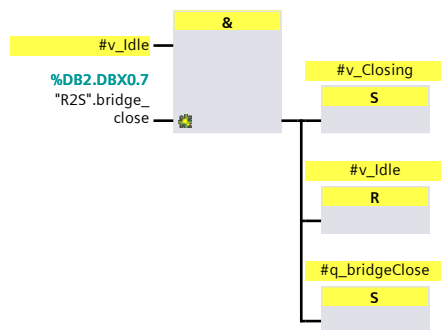 &
#v_Idle
%DB2.DBX0.7
"R2S".bridge_
close
#v_Closing
S
#v_Idle
R
#q_bridgeClose
S